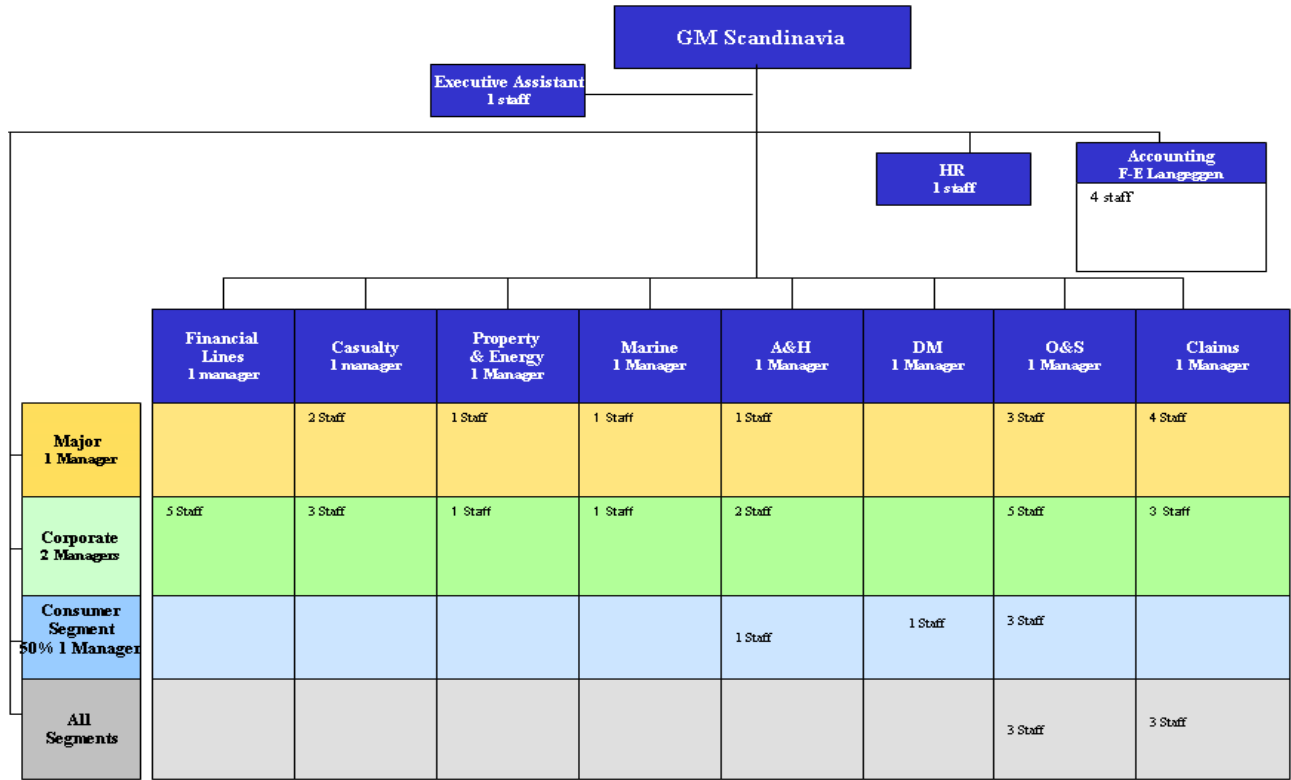 GM Scandinavia
Executive Assistant
1 staff
HR
1 staff
Accounting
F-E Langeggen
4 staff
Financial
Lines
1 manager
Casualty
1 manager
Property
& Energy
1 Manager
Marine
1 Manager
A&H
1 Manager
DM
1 Manager
O&S
1 Manager
Claims
1 Manager
Major
1 Manager
2 Staff
1 Staff
1 Staff
1 Staff
3 Staff
4 Staff
Corporate
2 Managers
5 Staff
3 Staff
1 Staff
1 Staff
2 Staff
5 Staff
3 Staff
Consumer
Segment
50% 1 Manager
1 Staff
1 Staff
3 Staff
All
Segments
3 Staff
3 Staff